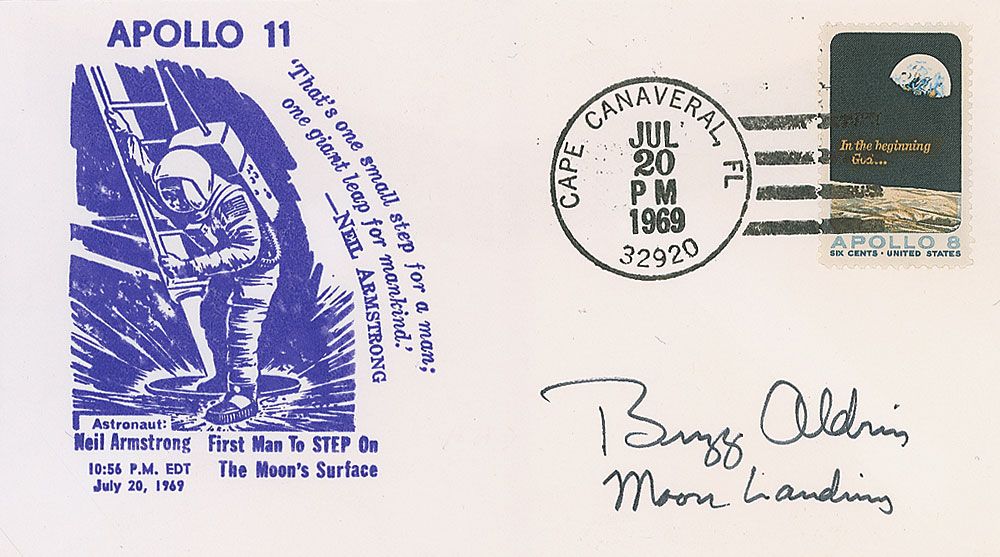 APOLLO 11
'That's one small step for a man;
one giant leap for mankind.'
—NEIL ARMSTRONG
Astronaut:
Neil Armstrong
10:56 P.M. EDT
July 20, 1969
First Man To STEP On
The Moon's Surface
CAPE CANAVERAL, FL
JUL
20
PM
1969
32920
In the beginning
God...
APOLLO 8
SIX CENTS · UNITED STATES
Buzz Aldrin
Moon Landing